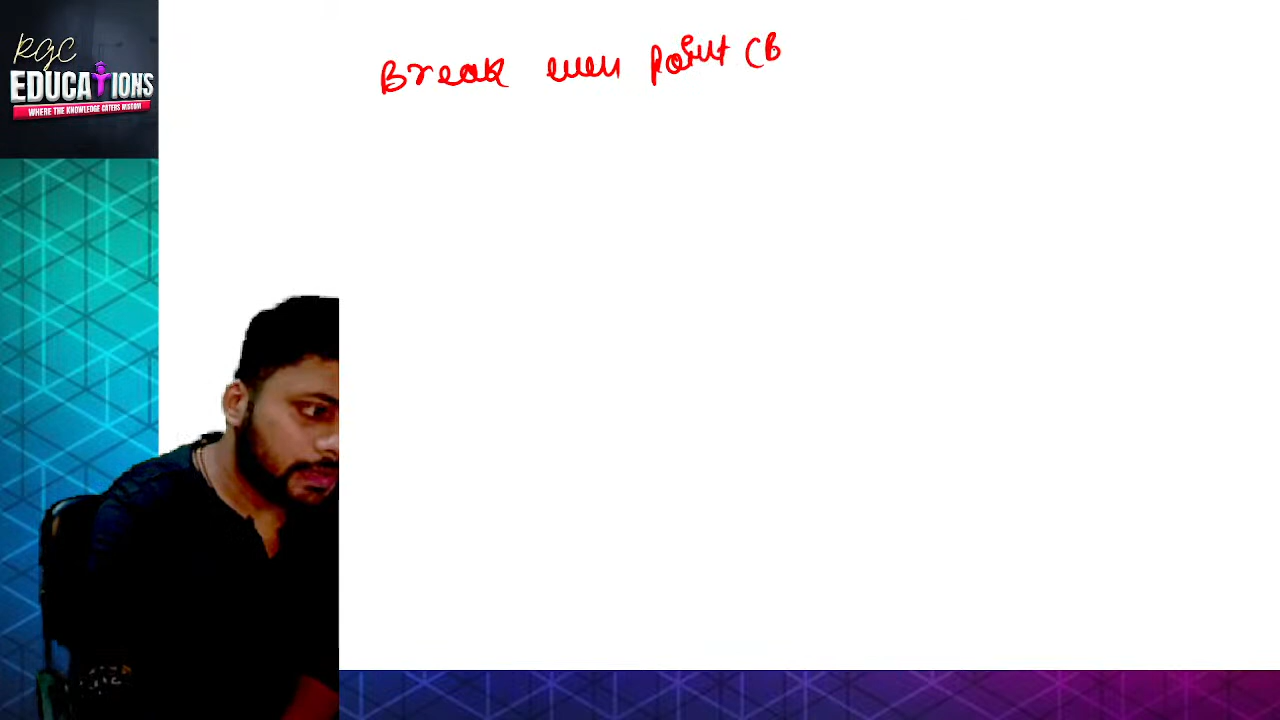 RGC
EDUCATIONS
WHERE THE KNOWLEDGE CATERS WISDOM
Break even point (B